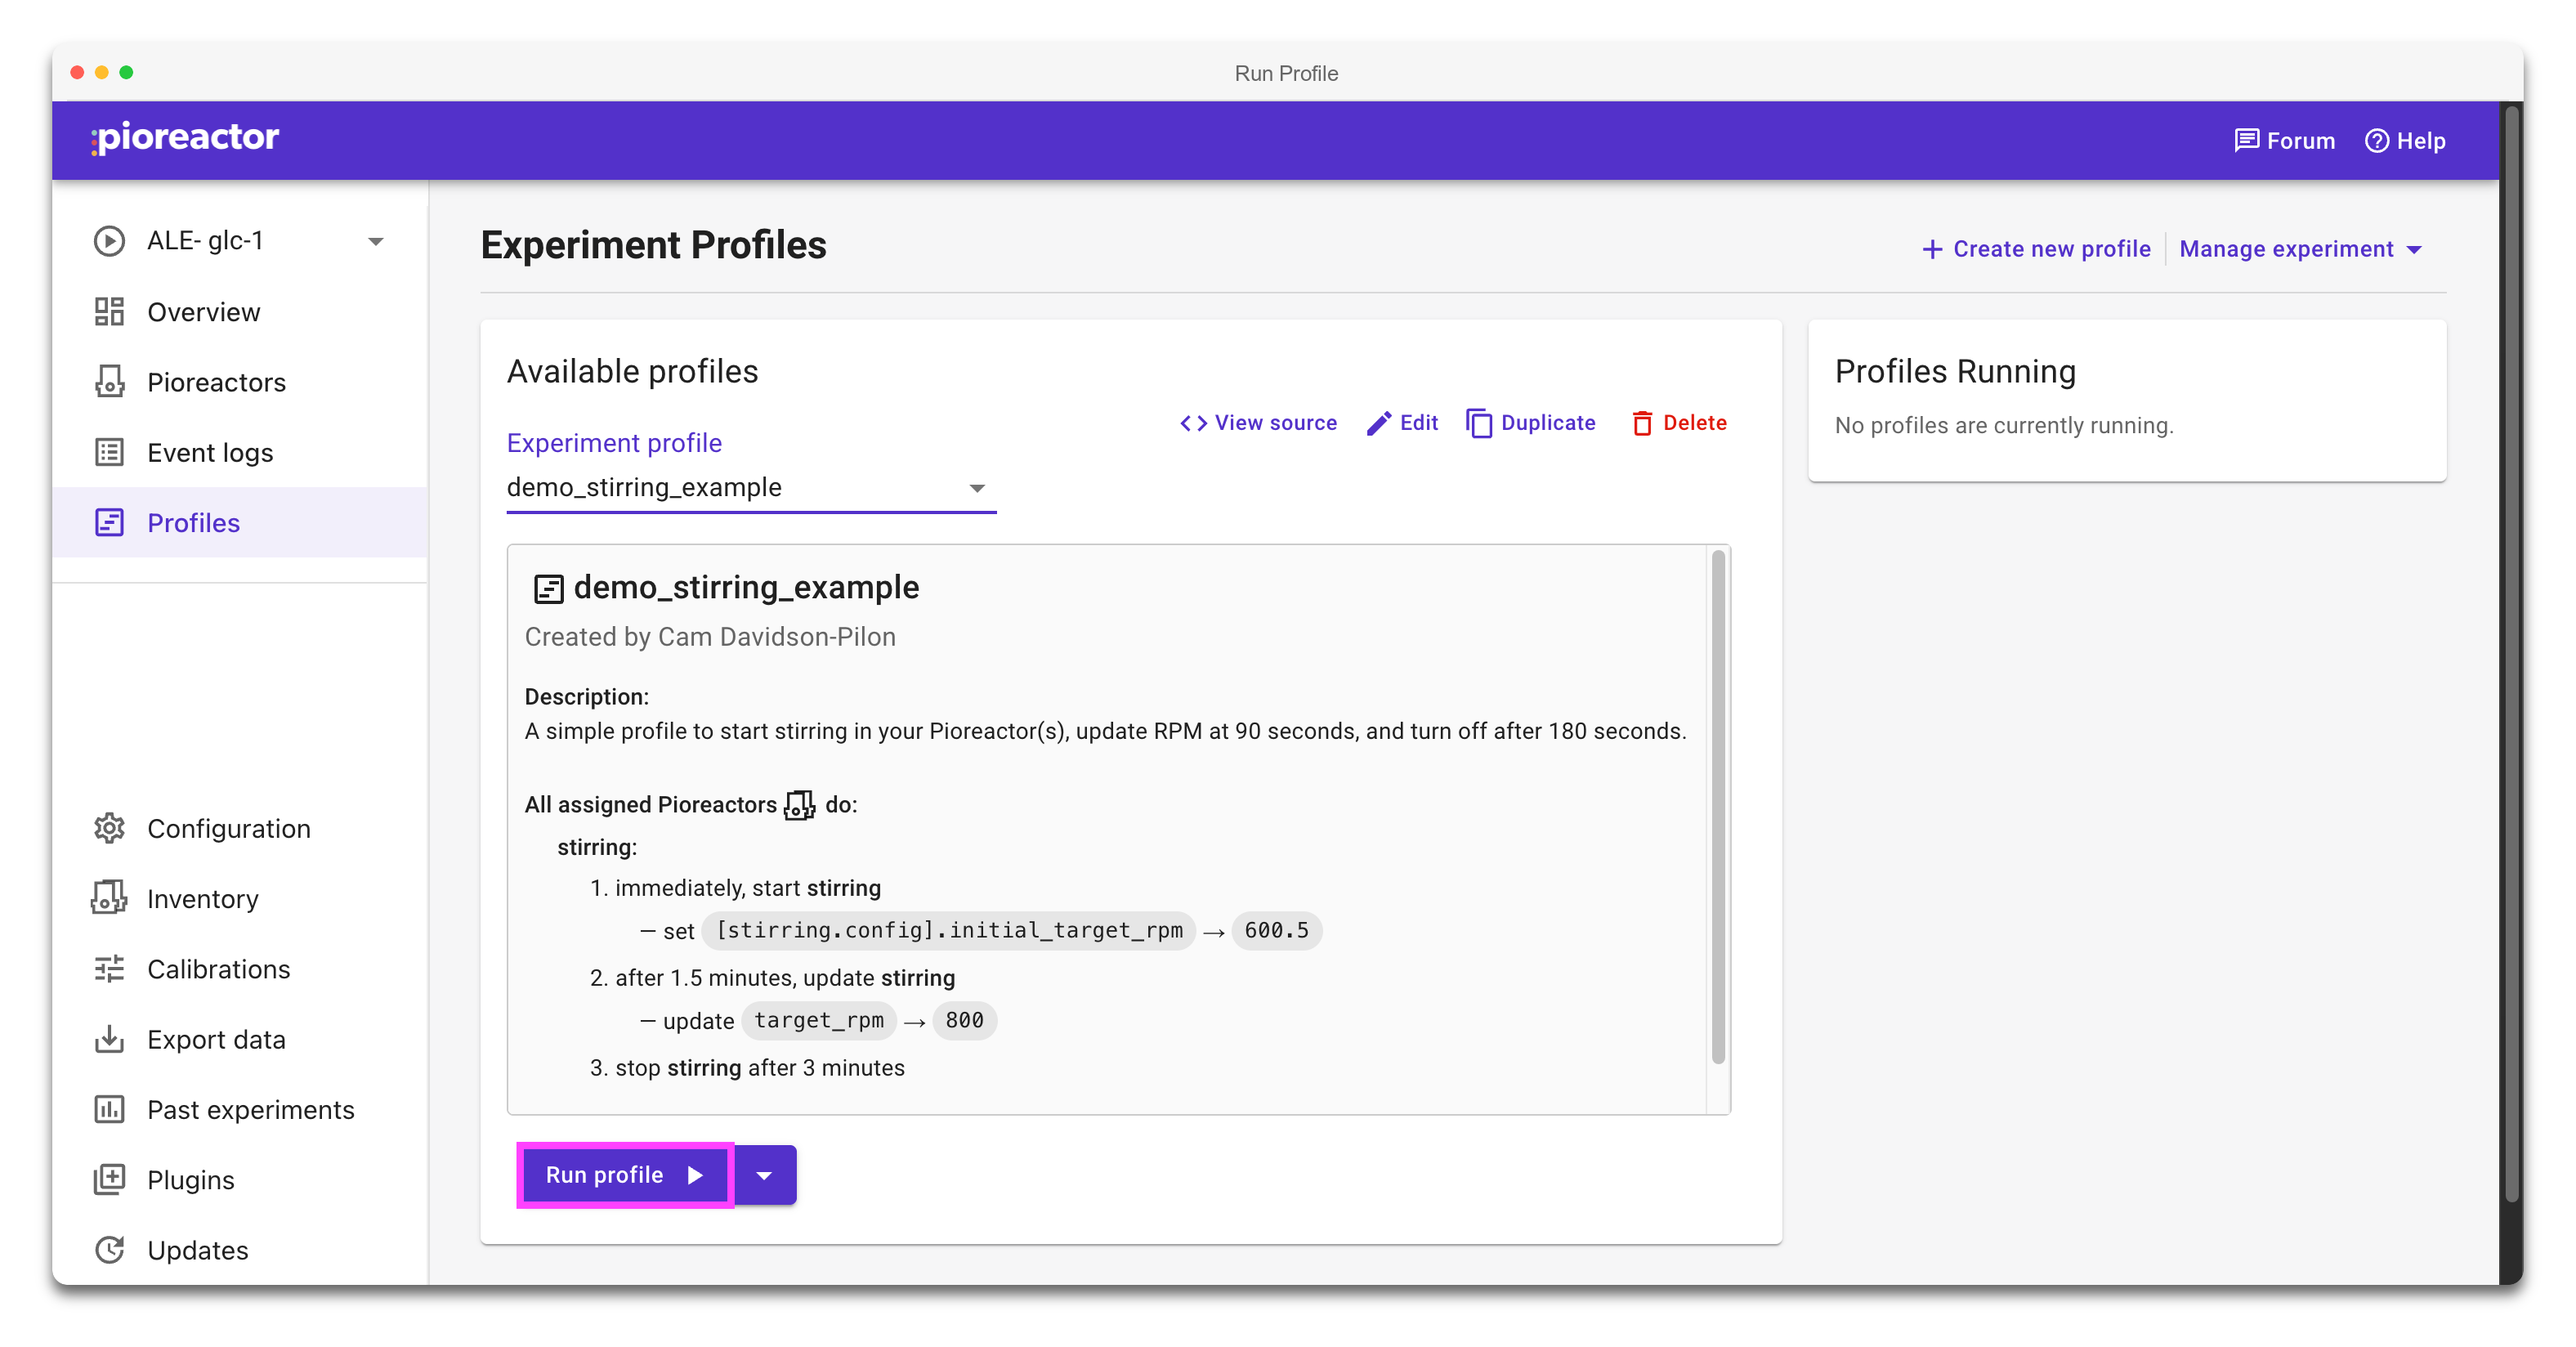 Run Profile
pioreactor
Forum
Help
ALE- glc-1
Overview
Pioreactors
Event logs
Profiles
Configuration
Inventory
Calibrations
Export data
Past experiments
Plugins
Updates
Experiment Profiles
Create new profile
Manage experiment
Available profiles
View source
Edit
Duplicate
Delete
Experiment profile
demo_stirring_example
demo_stirring_example
Created by Cam Davidson-Pilon
Description:
A simple profile to start stirring in your Pioreactor(s), update RPM at 90 seconds, and turn off after 180 seconds.
All assigned Pioreactors do:
stirring:
1. immediately, start stirring
— set [stirring.config].initial_target_rpm → 600.5
2. after 1.5 minutes, update stirring
— update target_rpm → 800
3. stop stirring after 3 minutes
Run profile
Profiles Running
No profiles are currently running.